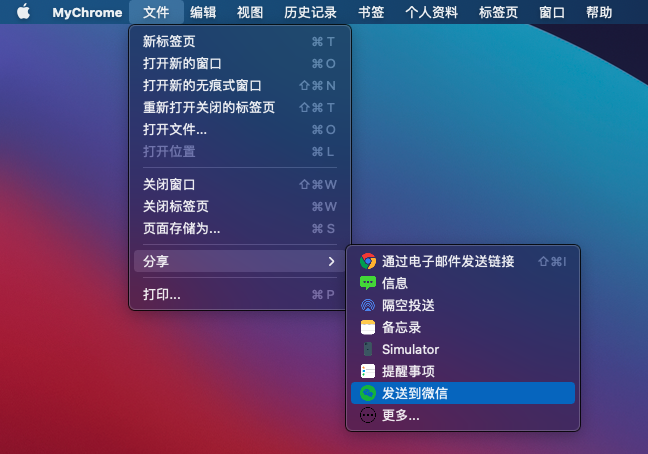 MyChrome 文件 编辑 视图 历史记录 书签 个人资料 标签页 窗口 帮助
新标签页 ⌘T
打开新的窗口 ⌘O
打开新的无痕式窗口 ⇧⌘N
重新打开关闭的标签页 ⇧⌘T
打开文件... ⌘O
打开位置 ⌘L
关闭窗口 ⇧⌘W
关闭标签页 ⌘W
页面存储为... ⌘S
分享
打印... ⌘P
通过电子邮件发送链接 ⇧⌘I
信息
隔空投送
备忘录
Simulator
提醒事项
发送到微信
更多...